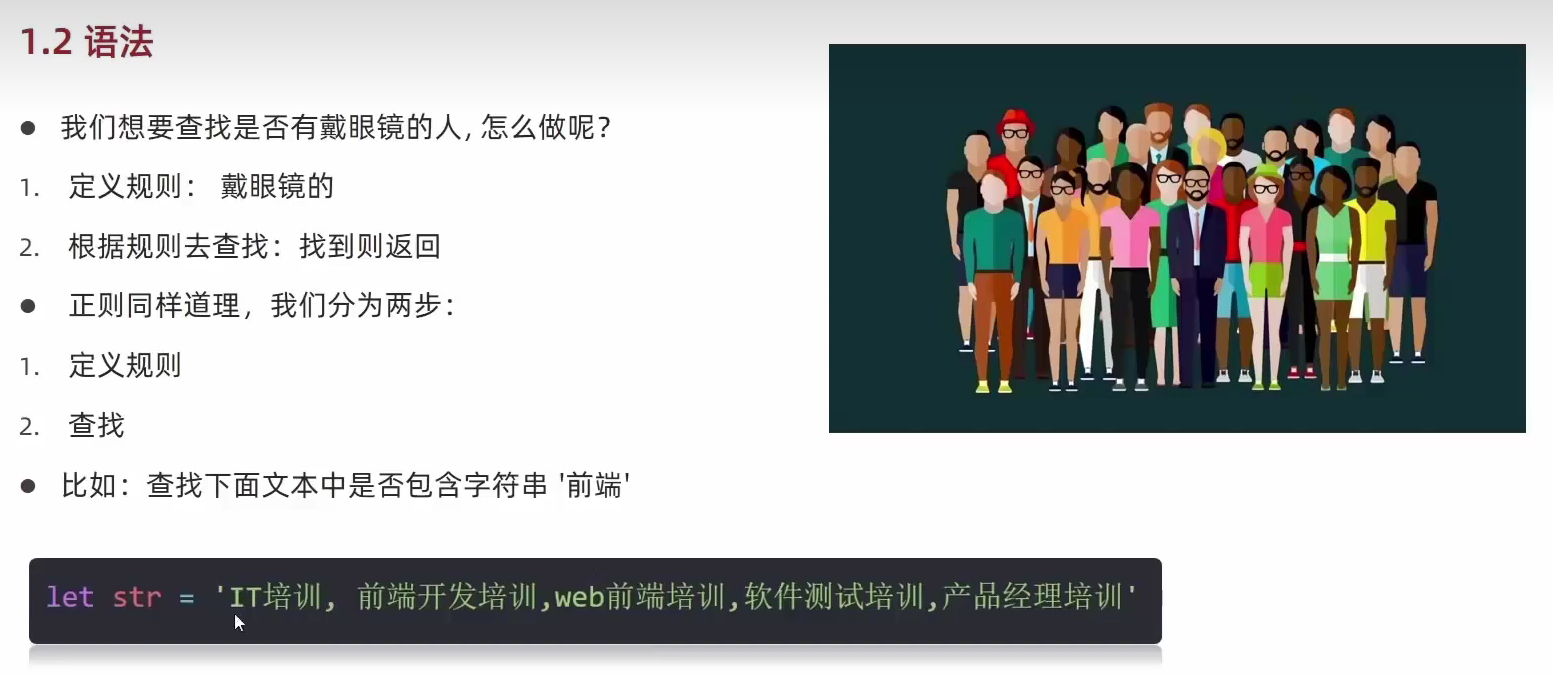 1.2 语法
● 我们想要查找是否有戴眼镜的人, 怎么做呢？
1. 定义规则： 戴眼镜的
2. 根据规则去查找：找到则返回
● 正则同样道理，我们分为两步：
1. 定义规则
2. 查找
● 比如：查找下面文本中是否包含字符串 '前端'
let str = 'IT培训, 前端开发培训,web前端培训,软件测试培训,产品经理培训'